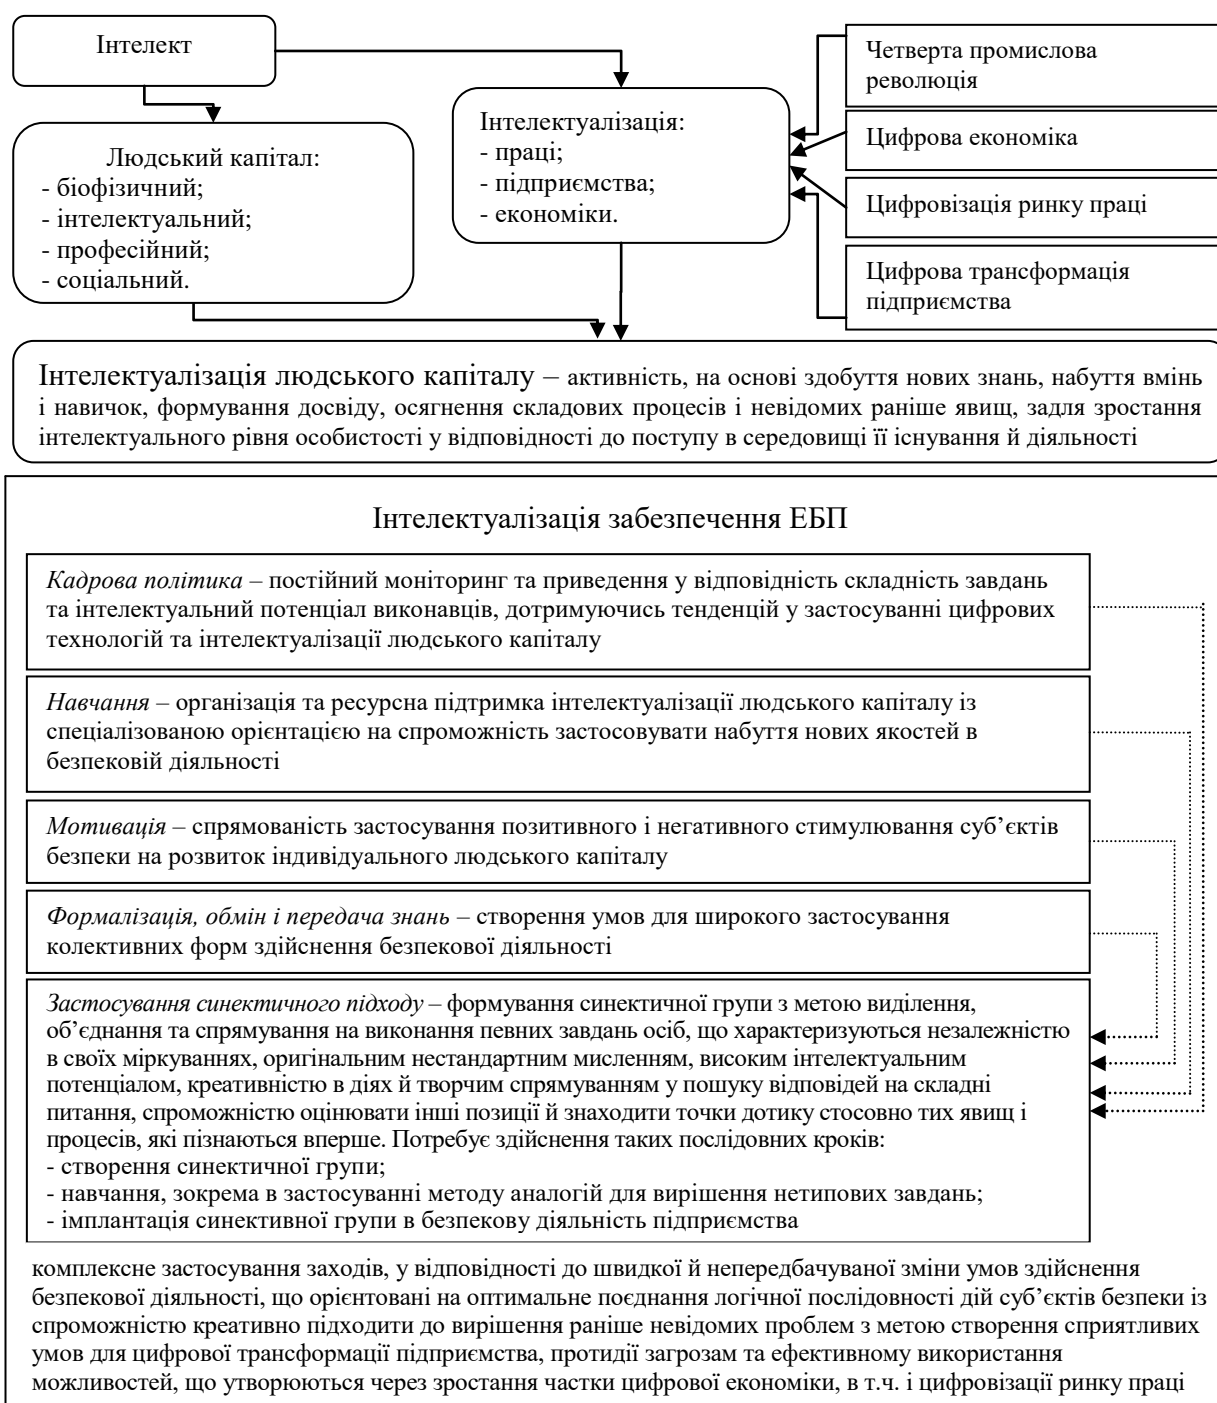 Інтелект
Людський капітал:
- біофізичний;
- інтелектуальний;
- професійний;
- соціальний.
Інтелектуалізація:
- праці;
- підприємства;
- економіки.
Четверта промислова
революція
Цифрова економіка
Цифровізація ринку праці
Цифрова трансформація
підприємства
Інтелектуалізація людського капіталу – активність, на основі здобуття нових знань, набуття вмінь
і навичок, формування досвіду, осягнення складових процесів і невідомих раніше явищ, задля зростання
інтелектуального рівня особистості у відповідності до поступу в середовищі її існування й діяльності
Інтелектуалізація забезпечення ЕБП
Кадрова політика – постійний моніторинг та приведення у відповідність складність завдань
та інтелектуальний потенціал виконавців, дотримуючись тенденцій у застосуванні цифрових
технологій та інтелектуалізації людського капіталу
Навчання – організація та ресурсна підтримка інтелектуалізації людського капіталу із
спеціалізованою орієнтацією на спроможність застосовувати набуття нових якостей в
безпековій діяльності
Мотивація – спрямованість застосування позитивного і негативного стимулювання суб’єктів
безпеки на розвиток індивідуального людського капіталу
Формалізація, обмін і передача знань – створення умов для широкого застосування
колективних форм здійснення безпекової діяльності
Застосування синектичного підходу – формування синектичної групи з метою виділення,
об’єднання та спрямування на виконання певних завдань осіб, що характеризуються незалежністю
в своїх міркуваннях, оригінальним нестандартним мисленням, високим інтелектуальним
потенціалом, креативністю в діях й творчим спрямуванням у пошуку відповідей на складні
питання, спроможністю оцінювати інші позиції й знаходити точки дотику стосовно тих явищ і
процесів, які пізнаються вперше. Потребує здійснення таких послідовних кроків:
- створення синектичної групи;
- навчання, зокрема в застосуванні методу аналогій для вирішення нетипових завдань;
- імплантація синективної групи в безпекову діяльність підприємства
комплексне застосування заходів, у відповідності до швидкої й непередбачуваної зміни умов здійснення
безпекової діяльності, що орієнтовані на оптимальне поєднання логічної послідовності дій суб’єктів безпеки із
спроможністю креативно підходити до вирішення раніше невідомих проблем з метою створення сприятливих
умов для цифрової трансформації підприємства, протидії загрозам та ефективному використання
можливостей, що утворюються через зростання частки цифрової економіки, в т.ч. і цифровізації ринку праці